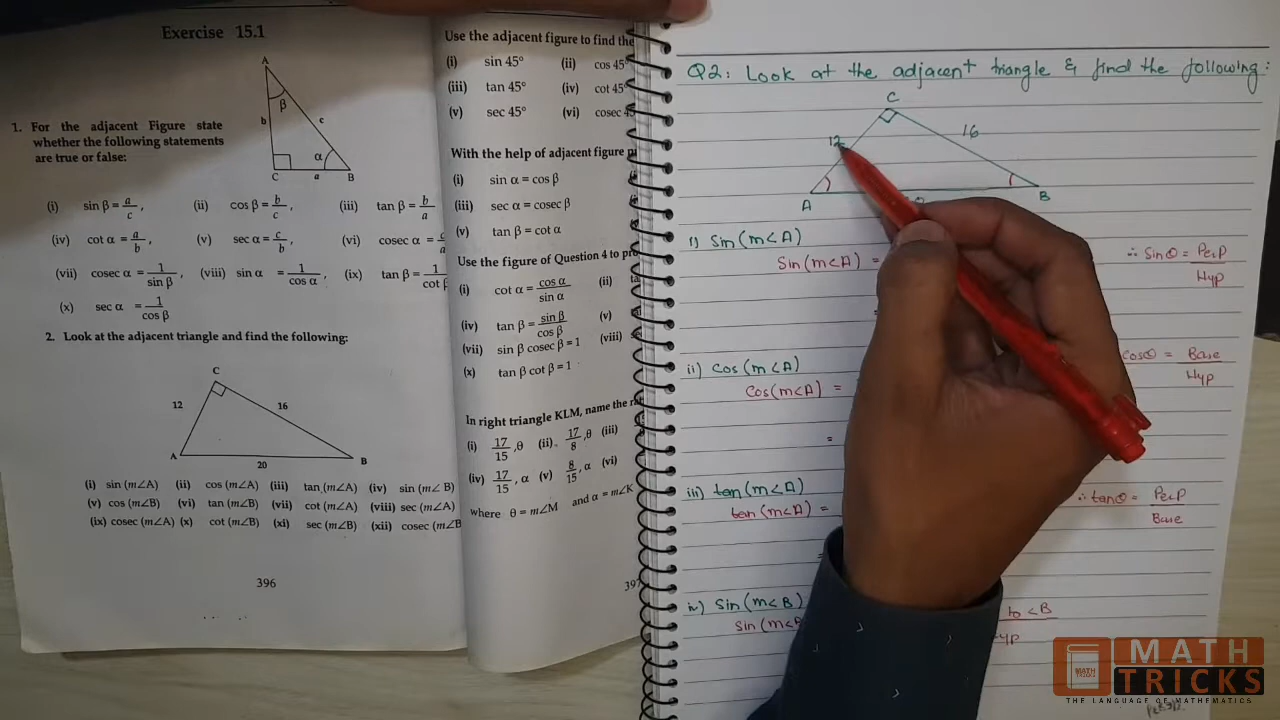 Exercise 15.1
A
β
b
c
α
C
a
B
1. For the adjacent Figure state
whether the following statements
are true or false:
(i) sin β = a/c, (ii) cos β = b/c, (iii) tan β = b/a
(iv) cot α = a/b, (v) sec α = c/b, (vi) cosec α =
(vii) cosec α = 1/sin β, (viii) sin α = 1/cos α, (ix) tan β = 1/cot β
(x) sec α = 1/cos β
2. Look at the adjacent triangle and find the following:
C
12
16
A
20
B
(i) sin (m∠A) (ii) cos (m∠A) (iii) tan (m∠A) (iv) sin (m∠ B)
(v) cos (m∠B) (vi) tan (m∠B) (vii) cot (m∠A) (viii) sec (m∠A)
(ix) cosec (m∠A) (x) cot (m∠B) (xi) sec (m∠B) (xii) cosec (m∠B
396
Use the adjacent figure to find the
(i) sin 45° (ii) cos 45°
(iii) tan 45° (iv) cot 45°
(v) sec 45° (vi) cosec 45
With the help of adjacent figure
(i) sin α = cos β
(iii) sec α = cosec β
(v) tan β = cot α
Use the figure of Question 4 to
(i) cot α = cos α/sin α (ii)
(iv) tan β = sin β/cos β (v)
(vii) sin β cosec β = 1 (viii)
(x) tan β cot β = 1
In right triangle KLM, name the
(i) 17/15, θ (ii). 17/8, θ (iii)
(iv) 17/15, α (v) 8/15, α (vi)
where θ = m∠M and α = m∠K
397
Q2: Look at the adjacent triangle & find the following:
C
12
16
A
B
i) Sin(m∠A)
Sin(m∠A) =
∴ Sinθ = Perp/Hyp
=
ii) Cos(m∠A)
Cos(m∠A) =
cosθ = Base/Hyp
=
iii) tan(m∠A)
tan(m∠A) =
∴ tanθ = Perp/Base
iv) Sin(m∠B)
Sin(m∠B
to ∠B
MATH
TRICKS
THE LANGUAGE OF MATHEMATICS